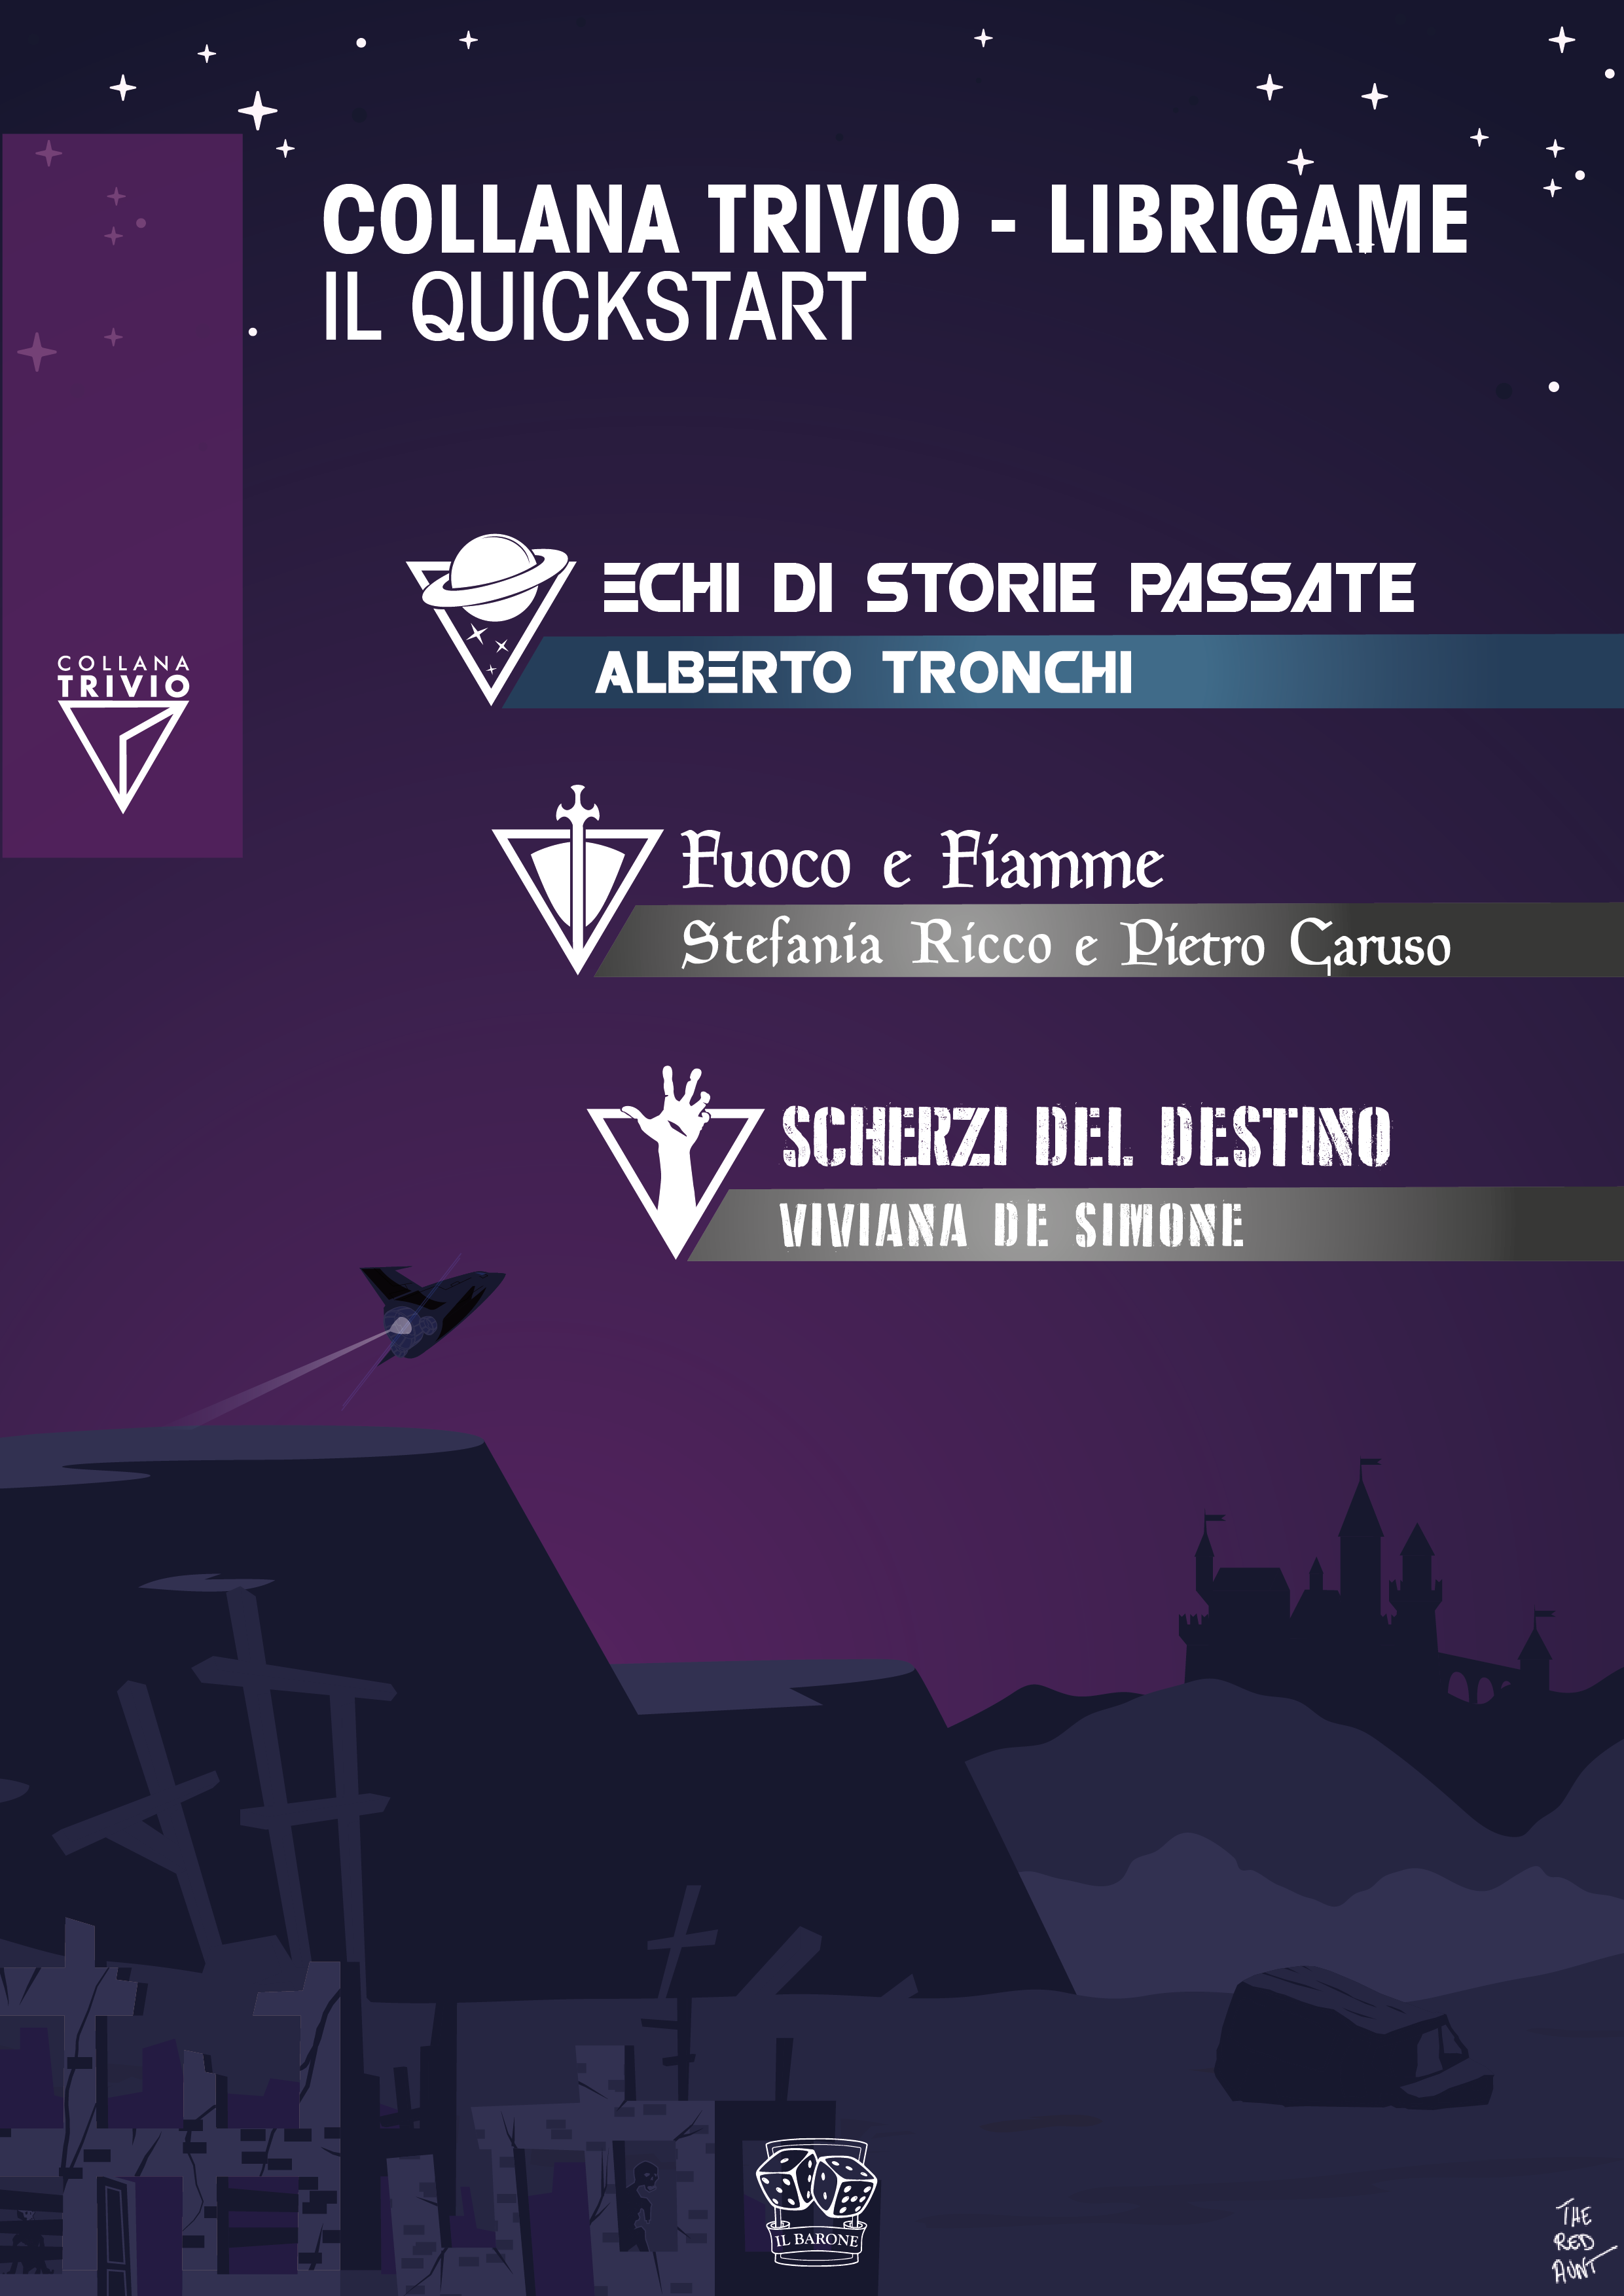 COLLANA TRIVIO - LIBRIGAME
IL QUICKSTART
ECHI DI STORIE PASSATE
ALBERTO TRONCHI
COLLANA
TRIVIO
Fuoco e Fiamme
Stefania Ricco e Pietro Caruso
SCHERZI DEL DESTINO
VIVIANA DE SIMONE
IL BARONE
THE
RED
AUNT